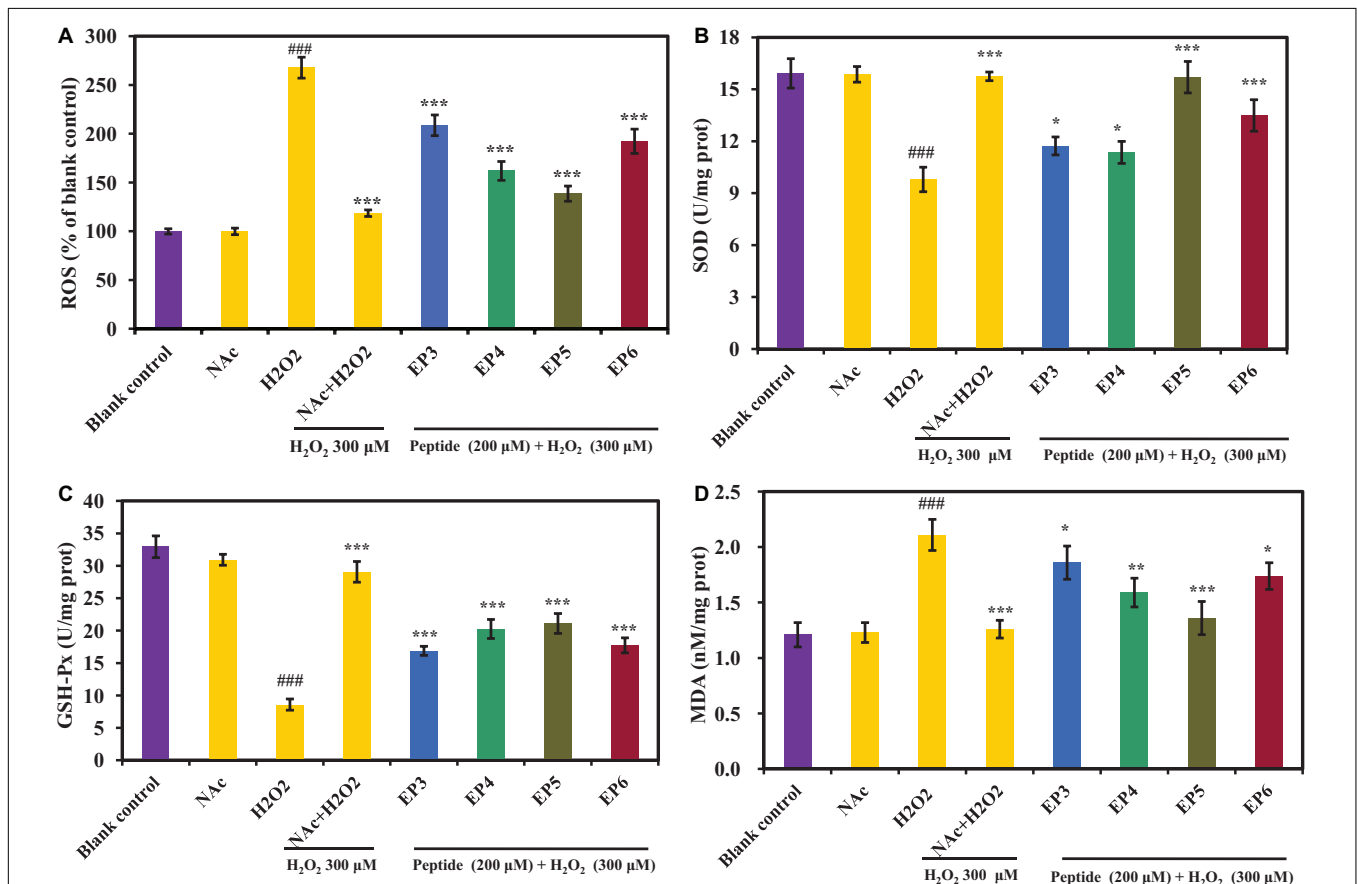 A
ROS (% of blank control)
300
250
200
150
100
50
0
###
***
***
***
***
***
Blank control
NAc
H2O2
NAc+H2O2
EP3
EP4
EP5
EP6
H₂O₂ 300 μM
Peptide (200 μM) + H₂O₂ (300 μM)
B
SOD (U/mg prot)
18
15
12
9
6
3
0
###
***
*
*
***
***
Blank control
NAc
H2O2
NAc+H2O2
EP3
EP4
EP5
EP6
H₂O₂ 300 μM
Peptide (200 μM) + H₂O₂ (300 μM)
C
GSH-Px (U/mg prot)
40
35
30
25
20
15
10
5
0
###
***
***
***
***
***
Blank control
NAc
H2O2
NAc+H2O2
EP3
EP4
EP5
EP6
H₂O₂ 300 μM
Peptide (200 μM) + H₂O₂ (300 μM)
D
MDA (nM/mg prot)
2.5
2.0
1.5
1.0
0.5
0.0
###
***
*
**
***
*
Blank control
NAc
H2O2
NAc+H2O2
EP3
EP4
EP5
EP6
H₂O₂ 300 μM
Peptide (200 μM) + H₂O₂ (300 μM)